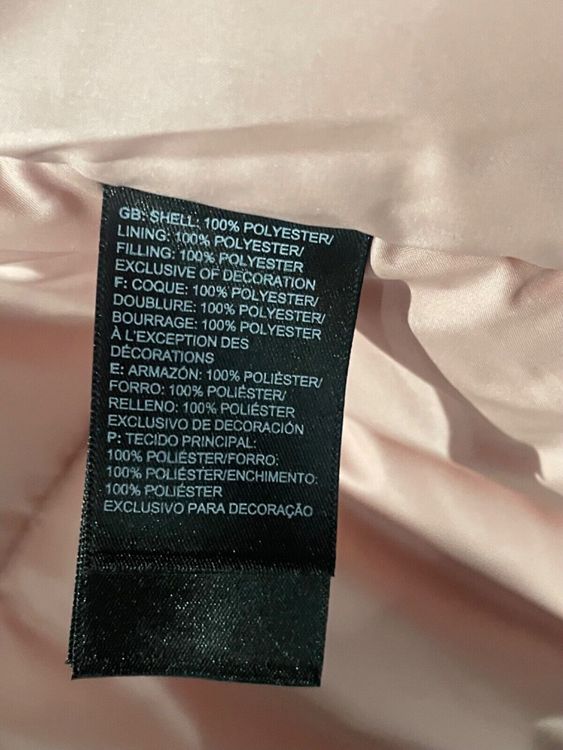 GB: SHELL: 100% POLYESTER/
LINING: 100% POLYESTER/
FILLING: 100% POLYESTER
EXCLUSIVE OF DECORATION
F: COQUE: 100% POLYESTER/
DOUBLURE: 100% POLYESTER/
BOURRAGE: 100% POLYESTER
À L'EXCEPTION DES
DÉCORATIONS
E: ARMAZÓN: 100% POLIÉSTER/
FORRO: 100% POLIÉSTER/
RELLENO: 100% POLIÉSTER
EXCLUSIVO DE DECORACIÓN
P: TECIDO PRINCIPAL:
100% POLIÉSTER/FORRO:
100% POLIÉSTER/ENCHIMENTO:
100% POLIÉSTER
EXCLUSIVO PARA DECORAÇÃO